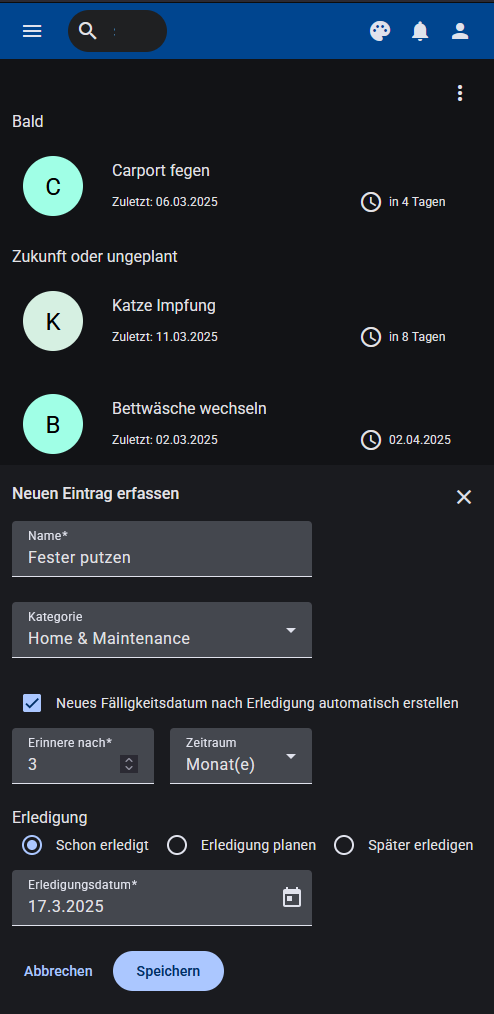 Bald
C
Carport fegen
Zuletzt: 06.03.2025
in 4 Tagen
Zukunft oder ungeplant
K
Katze Impfung
Zuletzt: 11.03.2025
in 8 Tagen
B
Bettwäsche wechseln
Zuletzt: 02.03.2025
02.04.2025
Neuen Eintrag erfassen
Name*
Fester putzen
Kategorie
Home & Maintenance
Neues Fälligkeitsdatum nach Erledigung automatisch erstellen
Erinnere nach*
3
Zeitraum
Monat(e)
Erledigung
Schon erledigt
Erledigung planen
Später erledigen
Erledigungsdatum*
17.3.2025
Abbrechen
Speichern